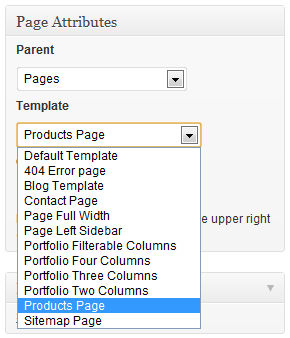 Page Attributes
Parent
Pages
Template
Products Page
Default Template
404 Error page
Blog Template
Contact Page
Page Full Width
Page Left Sidebar
Portfolio Filterable Columns
Portfolio Four Columns
Portfolio Three Columns
Portfolio Two Columns
Products Page
Sitemap Page
upper right